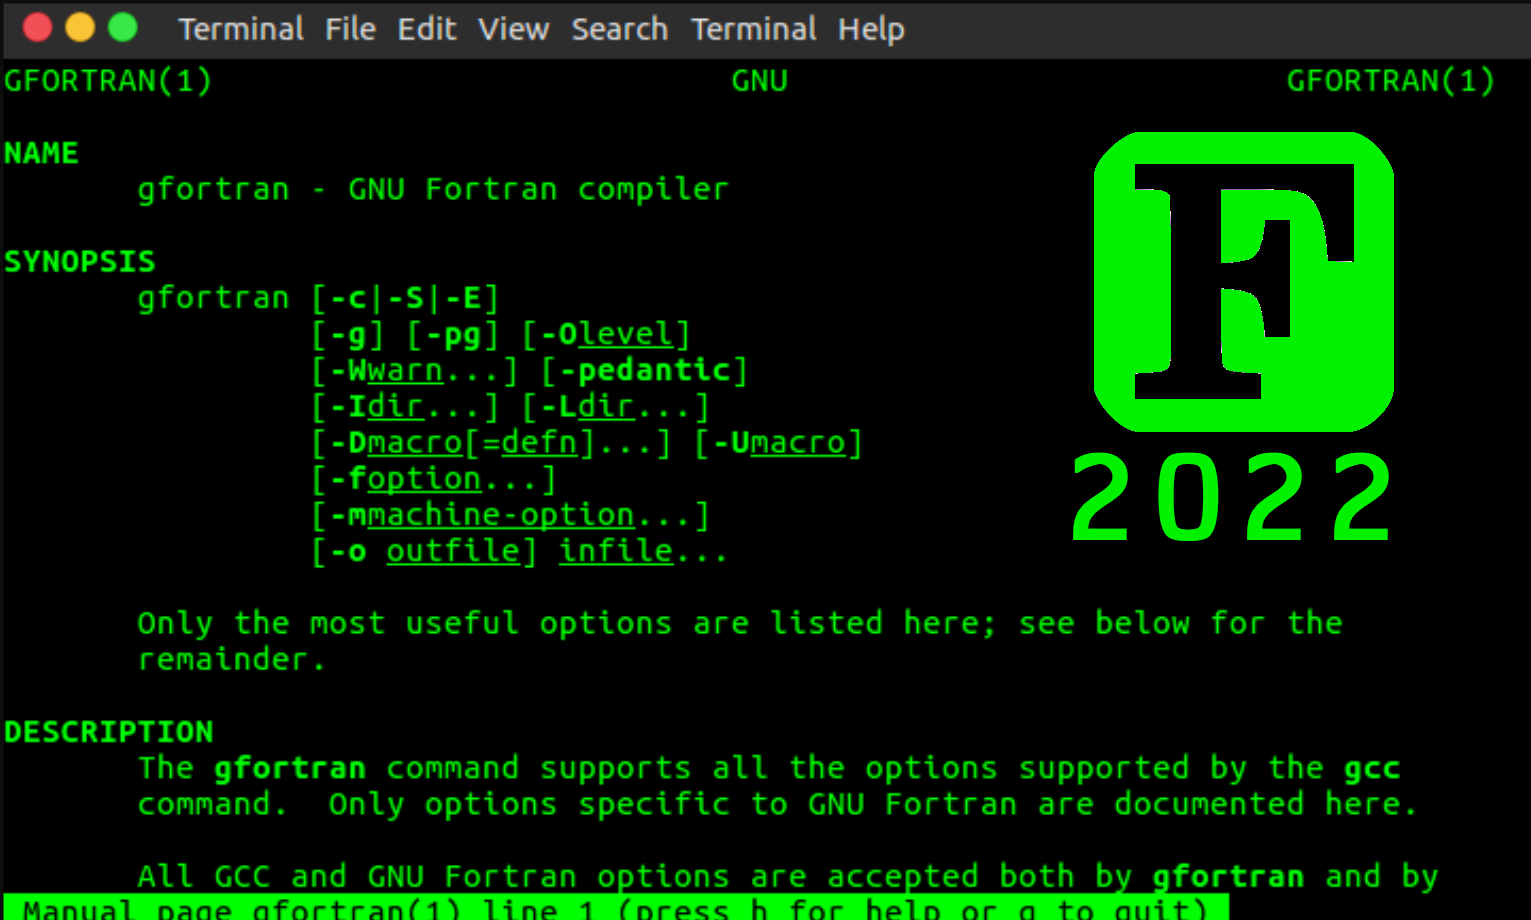 Terminal File Edit View Search Terminal Help
GFORTRAN(1) GNU GFORTRAN(1)
NAME
gfortran - GNU Fortran compiler
F
SYNOPSIS
gfortran [-c|-S|-E]
[-g] [-pg] [-Olevel]
[-Wwarn...] [-pedantic]
[-Idir...] [-Ldir...]
[-Dmacro[=defn]...] [-Umacro]
[-foption...]
[-mmachine-option...]
[-o outfile] infile...
2022
Only the most useful options are listed here; see below for the
remainder.
DESCRIPTION
The gfortran command supports all the options supported by the gcc
command.  Only options specific to GNU Fortran are documented here.
All GCC and GNU Fortran options are accepted both by gfortran and by
Manual page gfortran(1) line 1 (press h for help or q to quit)